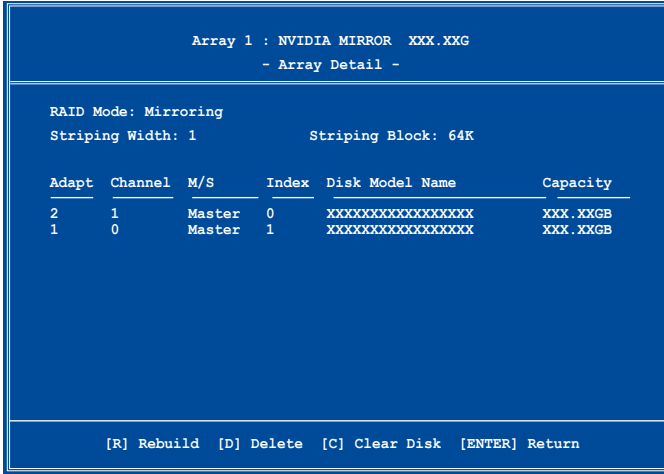 Array 1 : NVIDIA MIRROR XXX.XXG
- Array Detail -
RAID Mode: Mirroring
Striping Width: 1 Striping Block: 64K
Adapt Channel M/S Index Disk Model Name Capacity
2 1 Master 0 XXXXXXXXXXXXXXXXX XXX.XXGB
1 0 Master 1 XXXXXXXXXXXXXXXXX XXX.XXGB
[R] Rebuild [D] Delete [C] Clear Disk [ENTER] Return